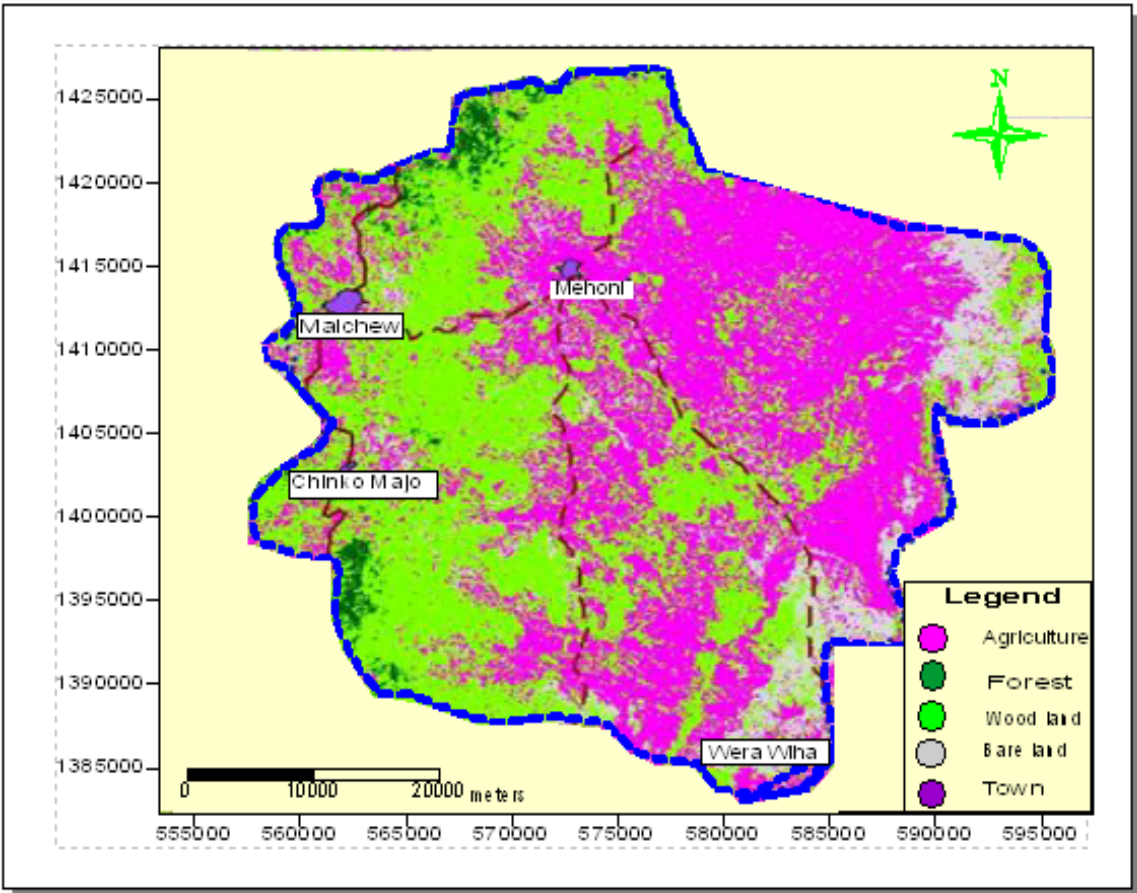 N
1425000
1420000
1415000
1410000
1405000
1400000
1395000
1390000
1385000
Mehoni
Maichew
Chinko Majo
Wera Wiha
Legend
Agriculture
Forest
Wood land
Bare land
Town
0 10000 20000 meters
555000 560000 565000 570000 575000 580000 585000 590000 595000